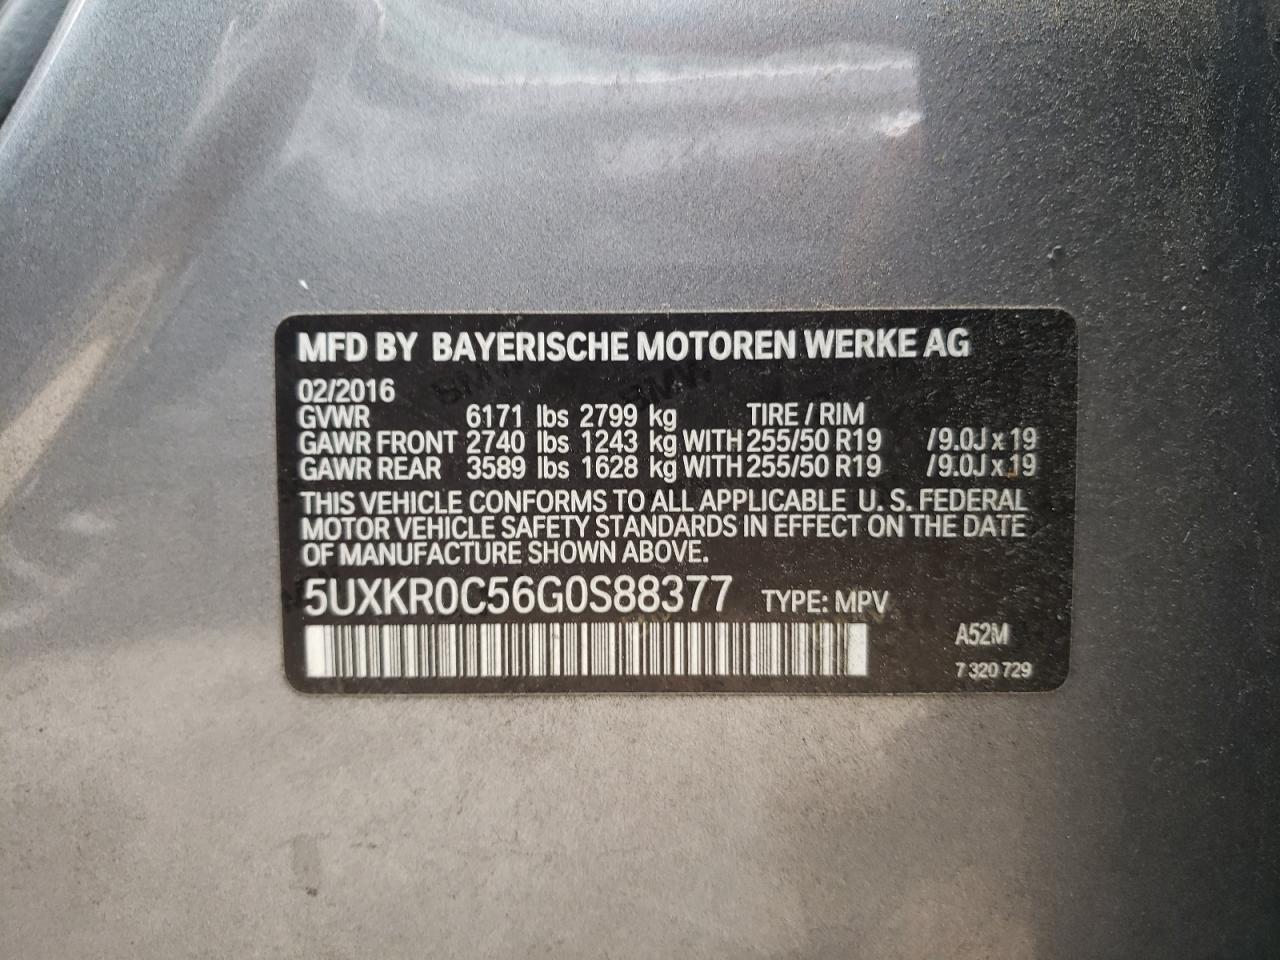 MFD BY BAYERISCHE MOTOREN WERKE AG
02/2016
GVWR 6171 lbs 2799 kg TIRE / RIM
GAWR FRONT 2740 lbs 1243 kg WITH 255/50 R19 /9.0J x 19
GAWR REAR 3589 lbs 1628 kg WITH 255/50 R19 /9.0J x 19
THIS VEHICLE CONFORMS TO ALL APPLICABLE U. S. FEDERAL
MOTOR VEHICLE SAFETY STANDARDS IN EFFECT ON THE DATE
OF MANUFACTURE SHOWN ABOVE.
5UXKR0C56G0S88377 TYPE: MPV
A52M
7 320 729